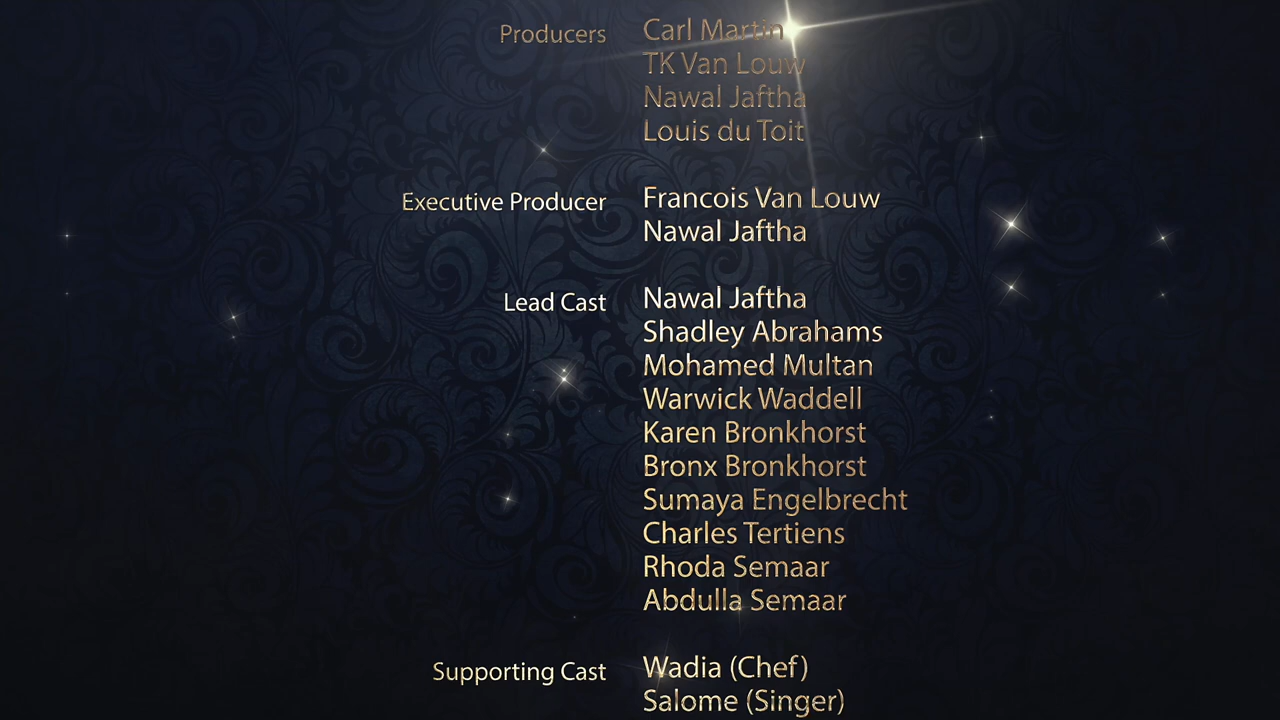 Producers Carl Martin
TK Van Louw
Nawal Jaftha
Louis du Toit
Executive Producer Francois Van Louw
Nawal Jaftha
Lead Cast Nawal Jaftha
Shadley Abrahams
Mohamed Multan
Warwick Waddell
Karen Bronkhorst
Bronx Bronkhorst
Sumaya Engelbrecht
Charles Tertiens
Rhoda Semaar
Abdulla Semaar
Supporting Cast Wadia (Chef)
Salome (Singer)